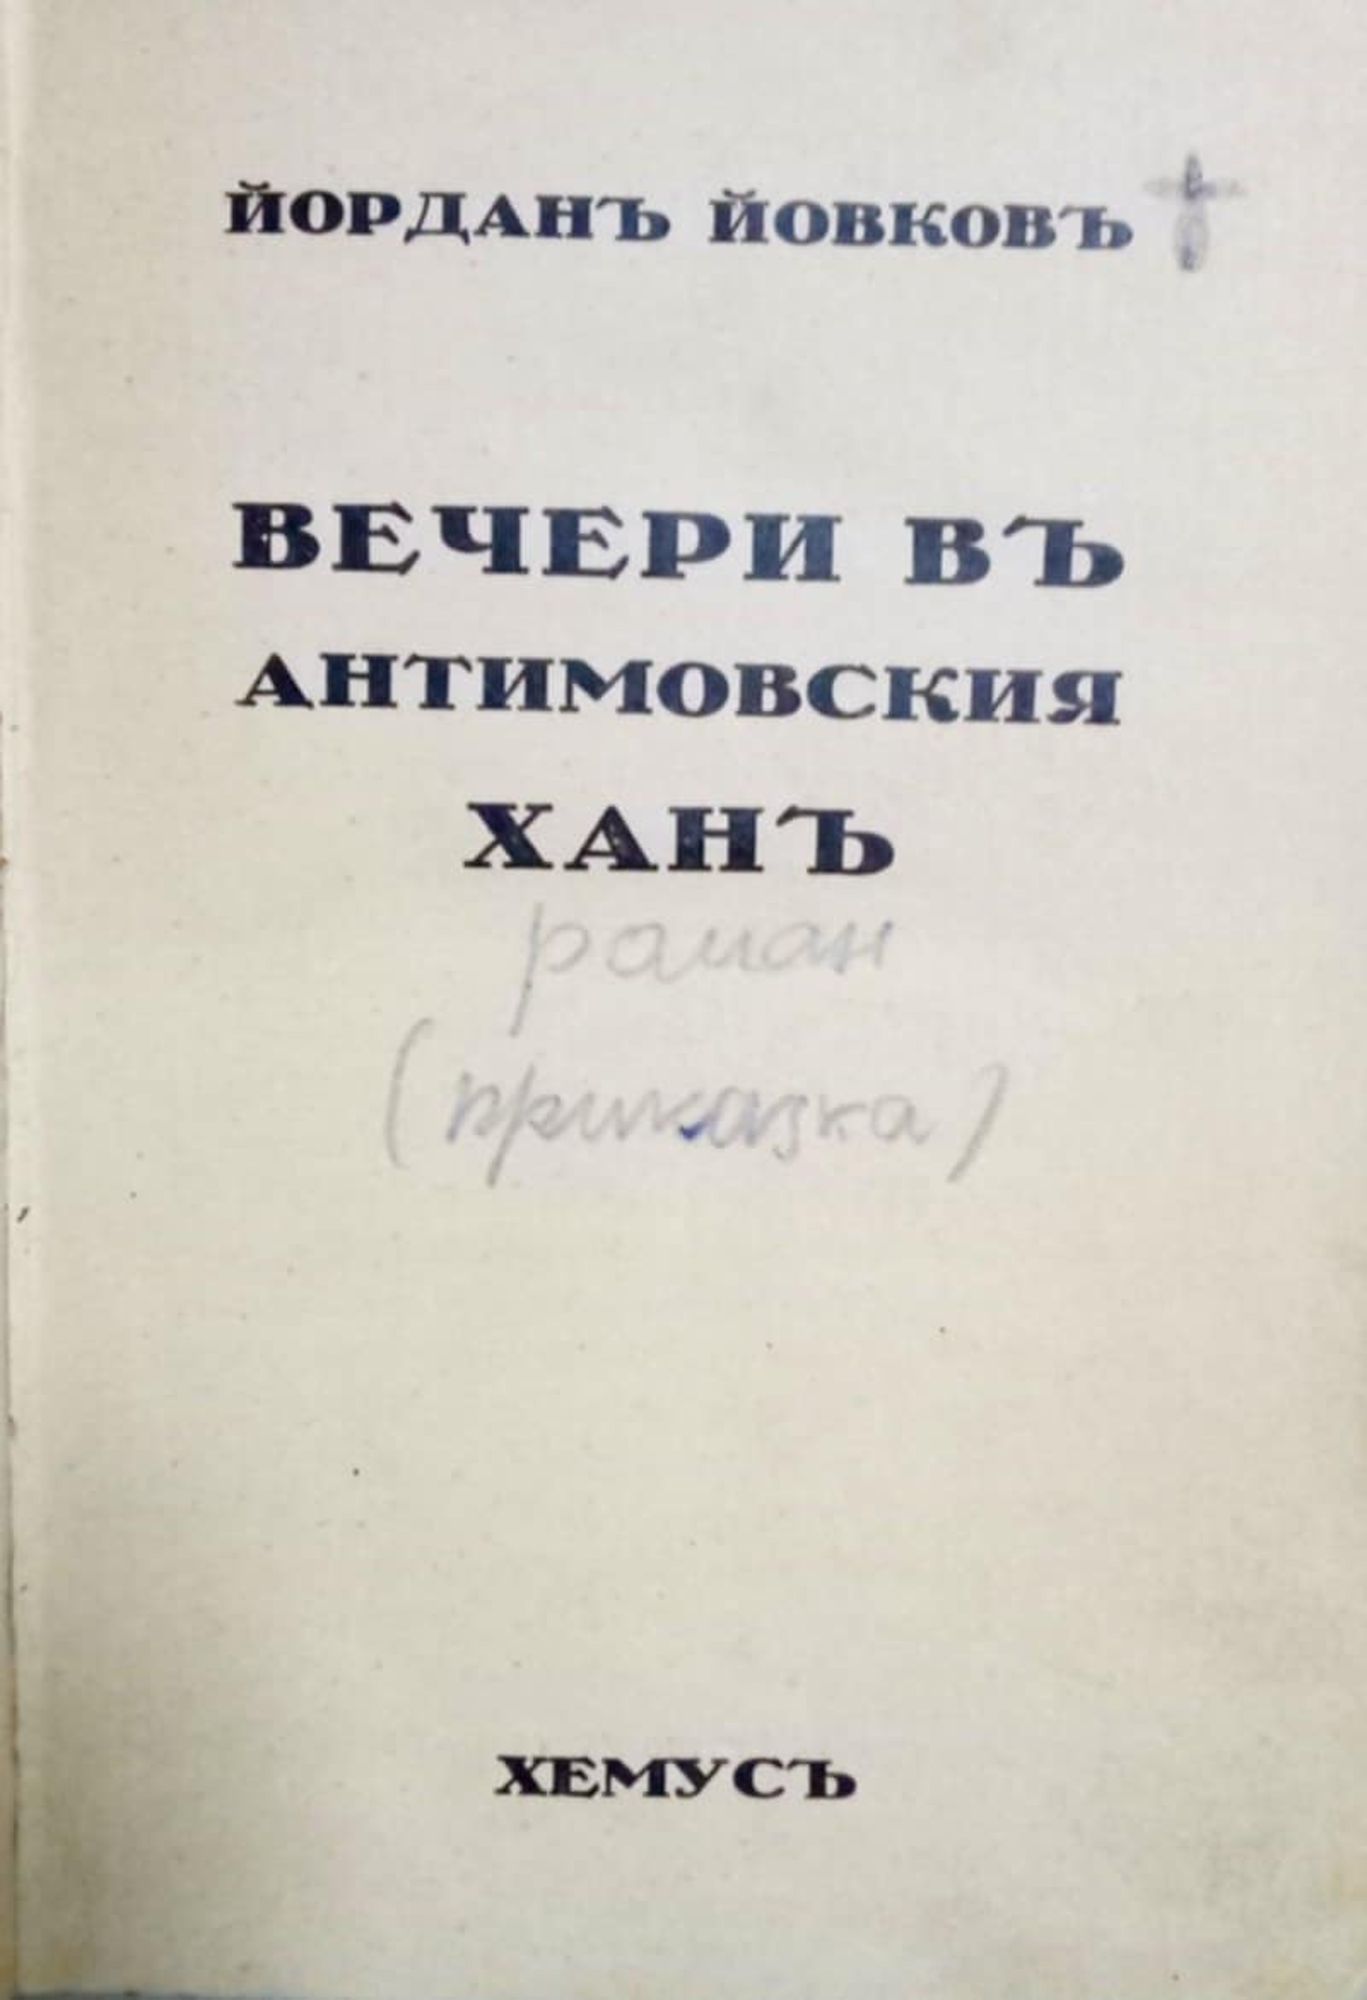 ЙОРДАНЪ ЙОВКОВЪ
ВЕЧЕРИ ВЪ
АНТИМОВСКИЯ
ХАНЪ
роман
(приказка)
ХЕМУСЪ